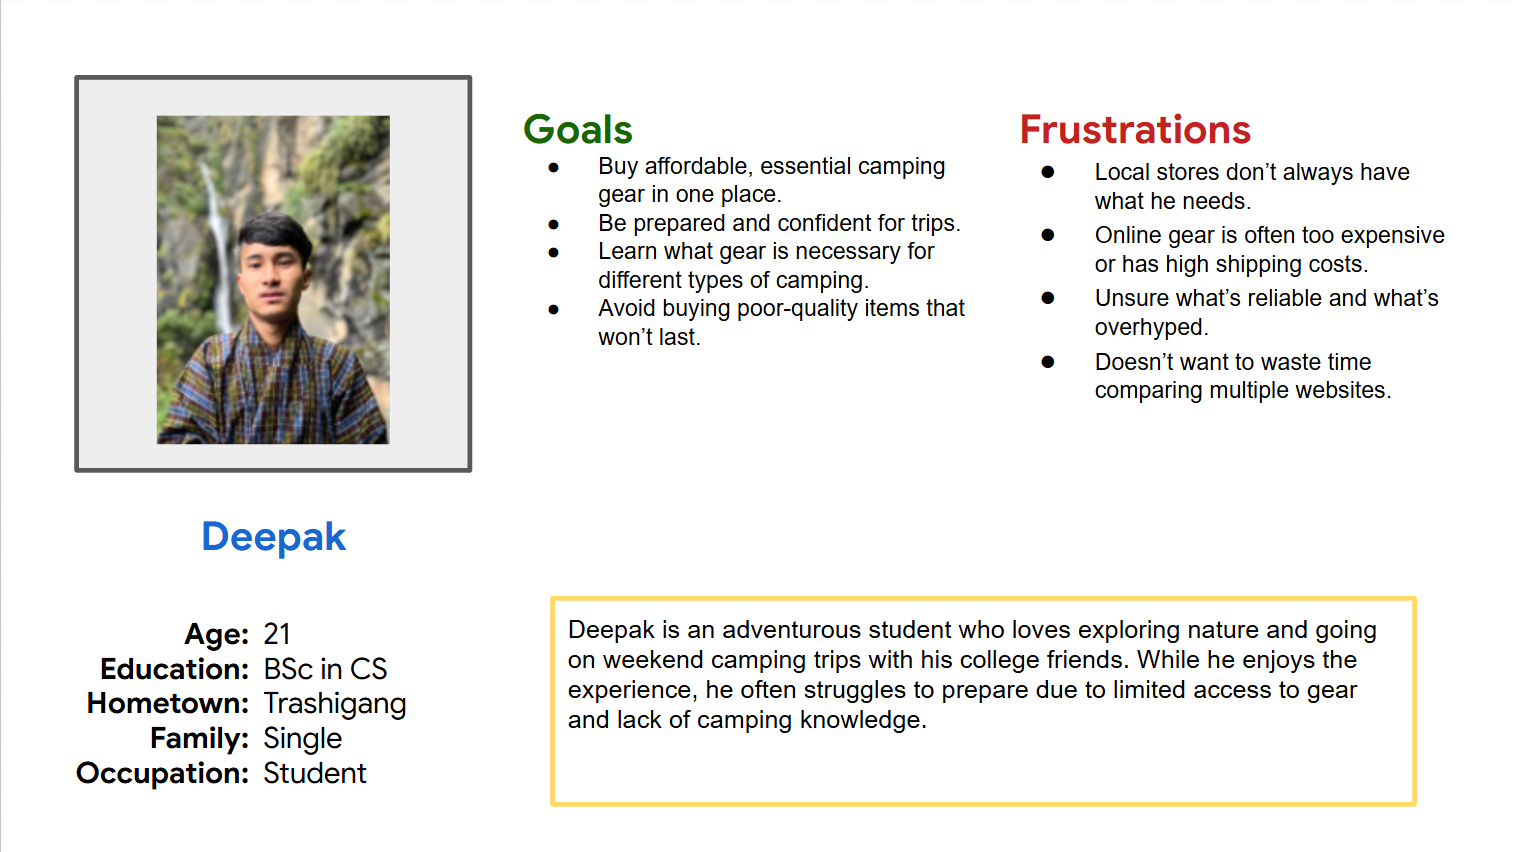 Goals
● Buy affordable, essential camping
gear in one place.
● Be prepared and confident for trips.
● Learn what gear is necessary for
different types of camping.
● Avoid buying poor-quality items that
won’t last.
Frustrations
● Local stores don’t always have
what he needs.
● Online gear is often too expensive
or has high shipping costs.
● Unsure what’s reliable and what’s
overhyped.
● Doesn’t want to waste time
comparing multiple websites.
Deepak
Age: 21
Education: BSc in CS
Hometown: Trashigang
Family: Single
Occupation: Student
Deepak is an adventurous student who loves exploring nature and going
on weekend camping trips with his college friends. While he enjoys the
experience, he often struggles to prepare due to limited access to gear
and lack of camping knowledge.